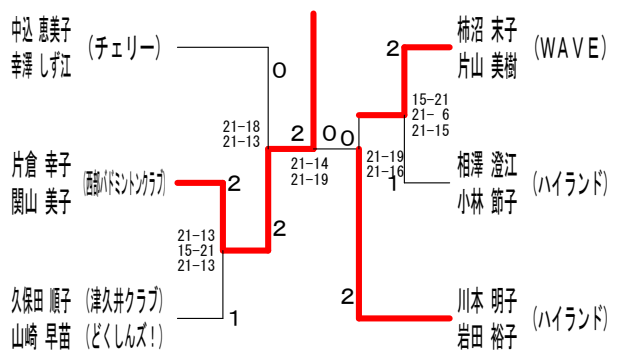 中込 恵美子
幸澤 しず江
(チェリー)
0
21-18
21-13
片倉 幸子
関山 美子
(西部バドミントンクラブ)
2
2
21-13
15-21
21-13
久保田 順子 (津久井クラブ)
山崎 早苗 (どくしんズ!)
1
2
0
21-14
21-19
柿沼 末子
片山 美樹
(WAVE)
2
15-21
21- 6
21-15
0
21-19
21-16
相澤 澄江
小林 節子
(ハイランド)
1
川本 明子
岩田 裕子
(ハイランド)
2